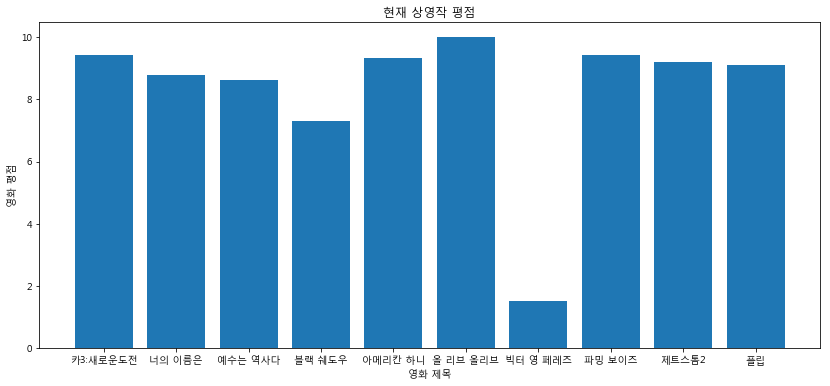 현재 상영작 평점
영화 평점
10
8
6
4
2
0
카3:새로운도전 너의 이름은 예수는 역사다 블랙 쉐도우 아메리칸 하니 올 리브 올리브 빅터 영 페레즈 파밍 보이즈 제트스톰2 플립
영화 제목